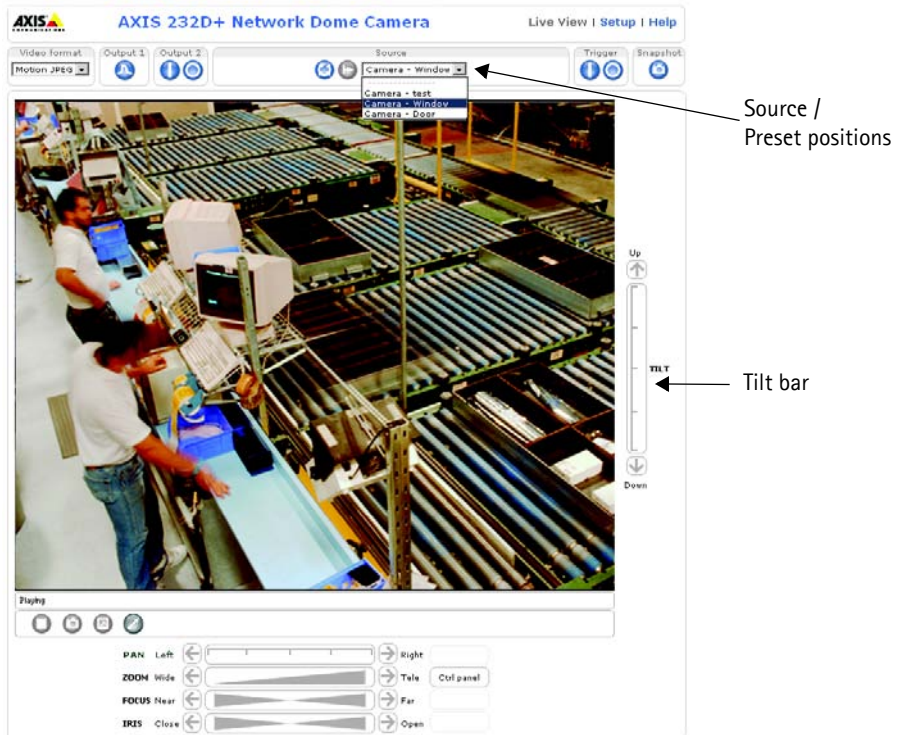 AXIS
COMMUNICATIONS
AXIS 232D+ Network Dome Camera
Live View | Setup | Help
Video format
Output 1
Output 2
Source
Trigger
Snapshot
Motion JPEG
Camera - Window
Camera - test
Camera - Window
Camera - Door
Source /
Preset positions
Up
TILT
Tilt bar
Down
Playing
PAN Left Right
ZOOM Wide Tele Ctrl panel
FOCUS Near Far
IRIS Close Open